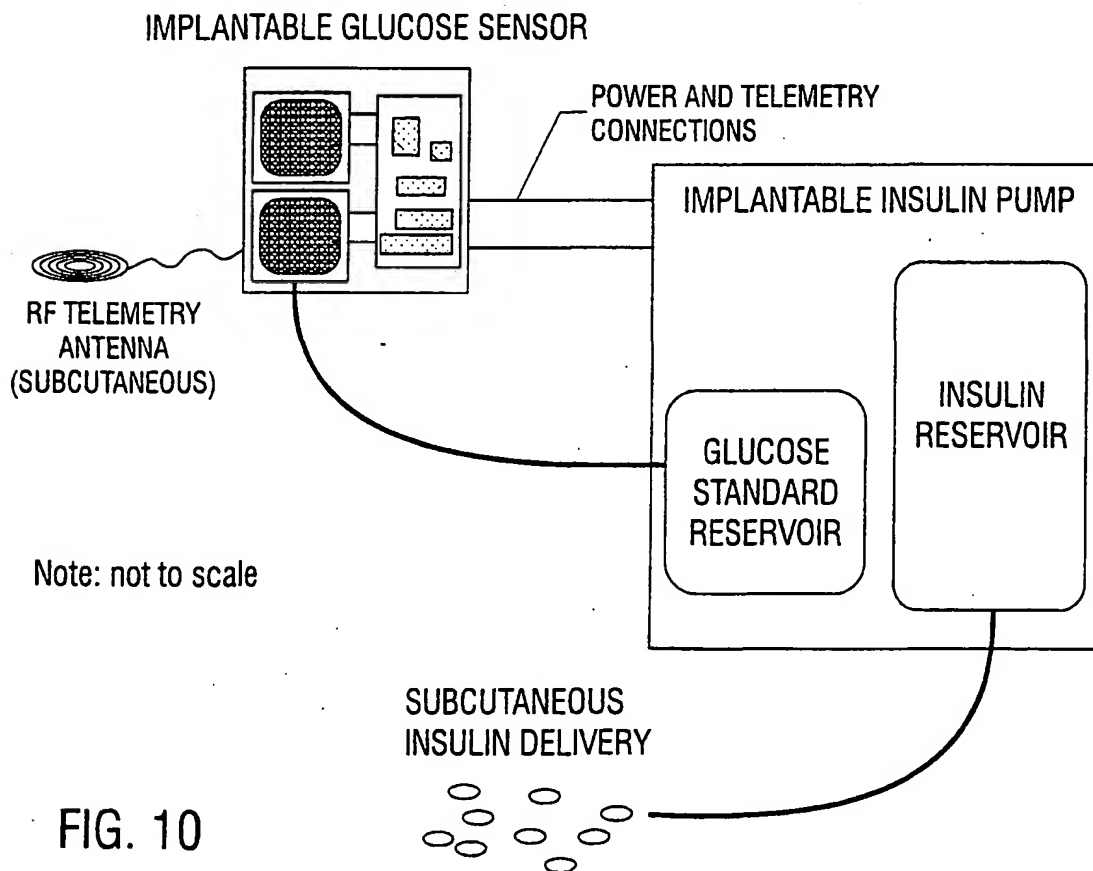 IMPLANTABLE GLUCOSE SENSOR
POWER AND TELEMETRY
CONNECTIONS
IMPLANTABLE INSULIN PUMP
RF TELEMETRY
ANTENNA
(SUBCUTANEOUS)
INSULIN
RESERVOIR
GLUCOSE
STANDARD
RESERVOIR
Note: not to scale
SUBCUTANEOUS
INSULIN DELIVERY
FIG. 10